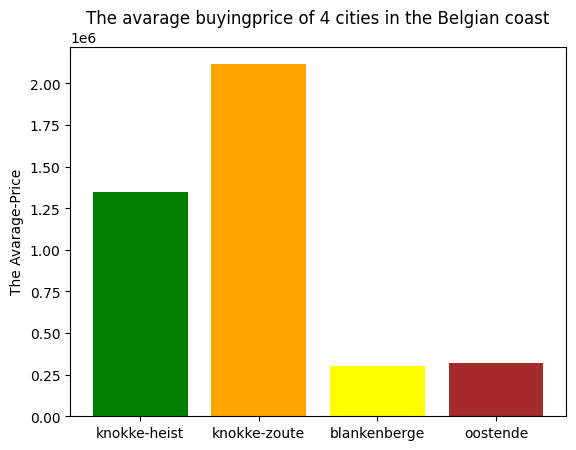 The avarage buyingprice of 4 cities in the Belgian coast
1e6
2.00
1.75
1.50
1.25
1.00
0.75
0.50
0.25
0.00
The Avarage-Price
knokke-heist knokke-zoute blankenberge oostende